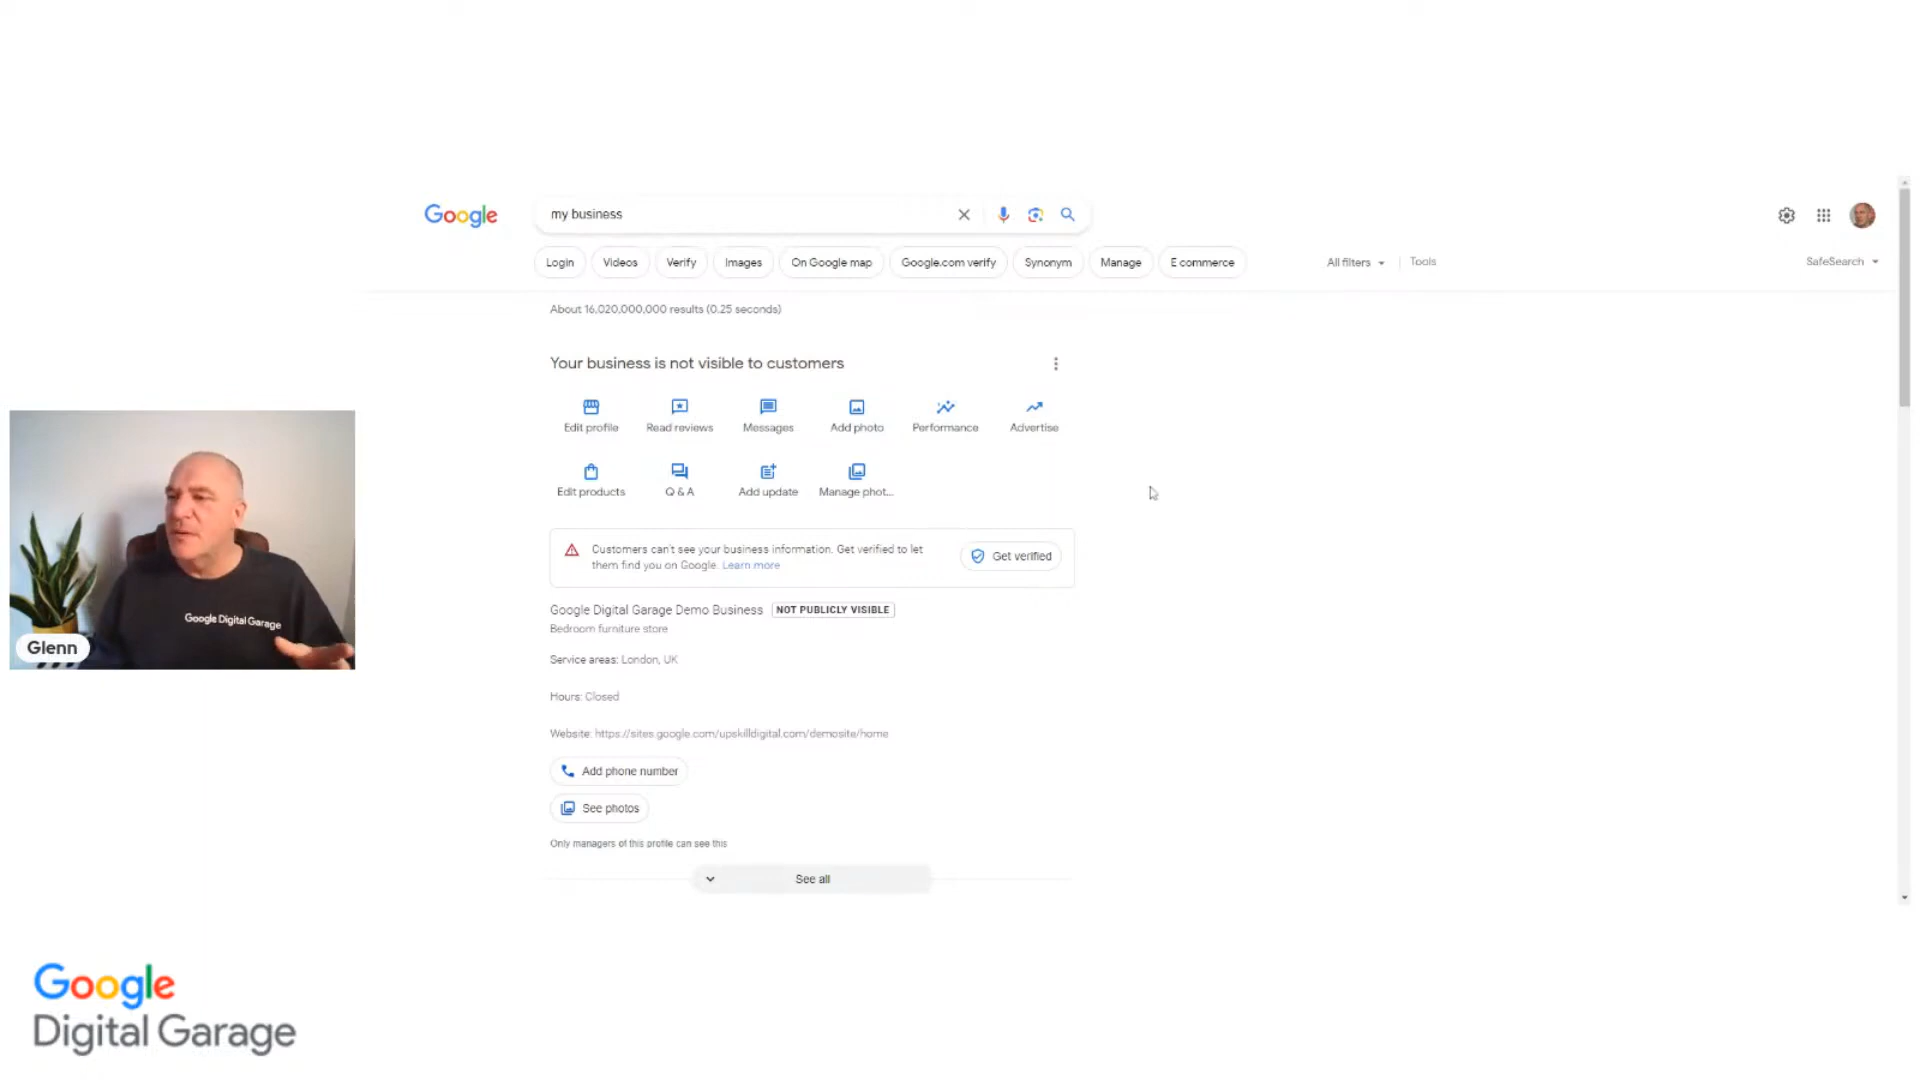 Google
my business
Login
Videos
Verify
Images
On Google map
Google.com verify
Synonym
Manage
E commerce
All filters
Tools
SafeSearch
About 16,020,000,000 results (0.25 seconds)
Your business is not visible to customers
Edit profile
Read reviews
Messages
Add photo
Performance
Advertise
Edit products
Q & A
Add update
Manage phot...
Customers can't see your business information. Get verified to let
them find you on Google. Learn more
Get verified
Google Digital Garage Demo Business NOT PUBLICLY VISIBLE
Bedroom furniture store
Service areas: London, UK
Hours: Closed
Website: https://sites.google.com/upskilldigital.com/demosite/home
Add phone number
See photos
Only managers of this profile can see this
See all
Google Digital Garage
Glenn
Google
Digital Garage